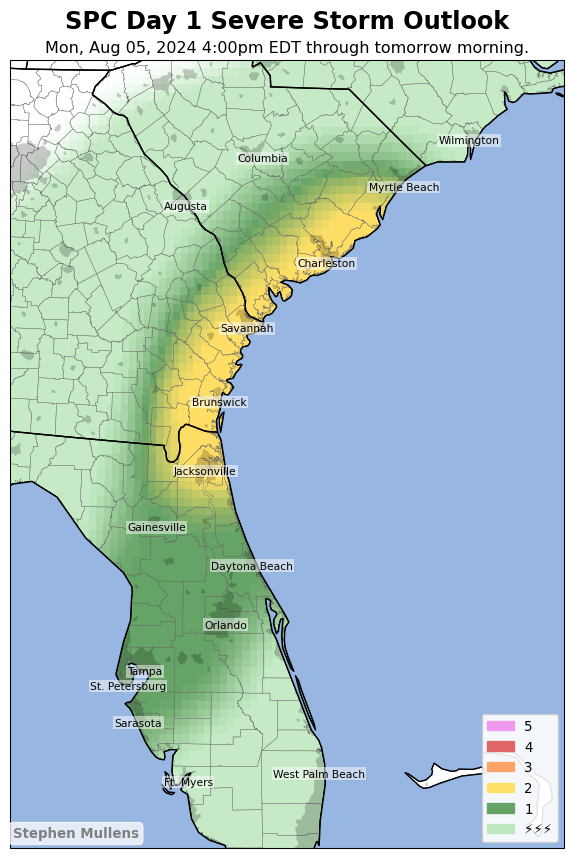 SPC Day 1 Severe Storm Outlook
Mon, Aug 05, 2024 4:00pm EDT through tomorrow morning.
Wilmington
Columbia
Myrtle Beach
Augusta
Charleston
Savannah
Brunswick
Jacksonville
Gainesville
Daytona Beach
Orlando
Tampa
St. Petersburg
Sarasota
West Palm Beach
Ft. Myers
5
4
3
2
1
⚡⚡⚡
Stephen Mullens